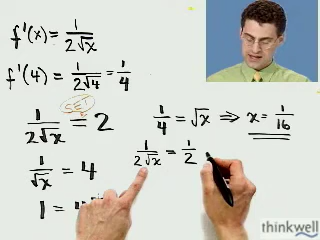 f'(x) = 1/(2√x)
f'(4) = 1/(2√4) = 1/4
SET
1/(2√x) = 2
1/√x = 4
1 = 4
1/4 = √x ⇒ x = 1/16
1/(2√x) = 1/2
thinkwell